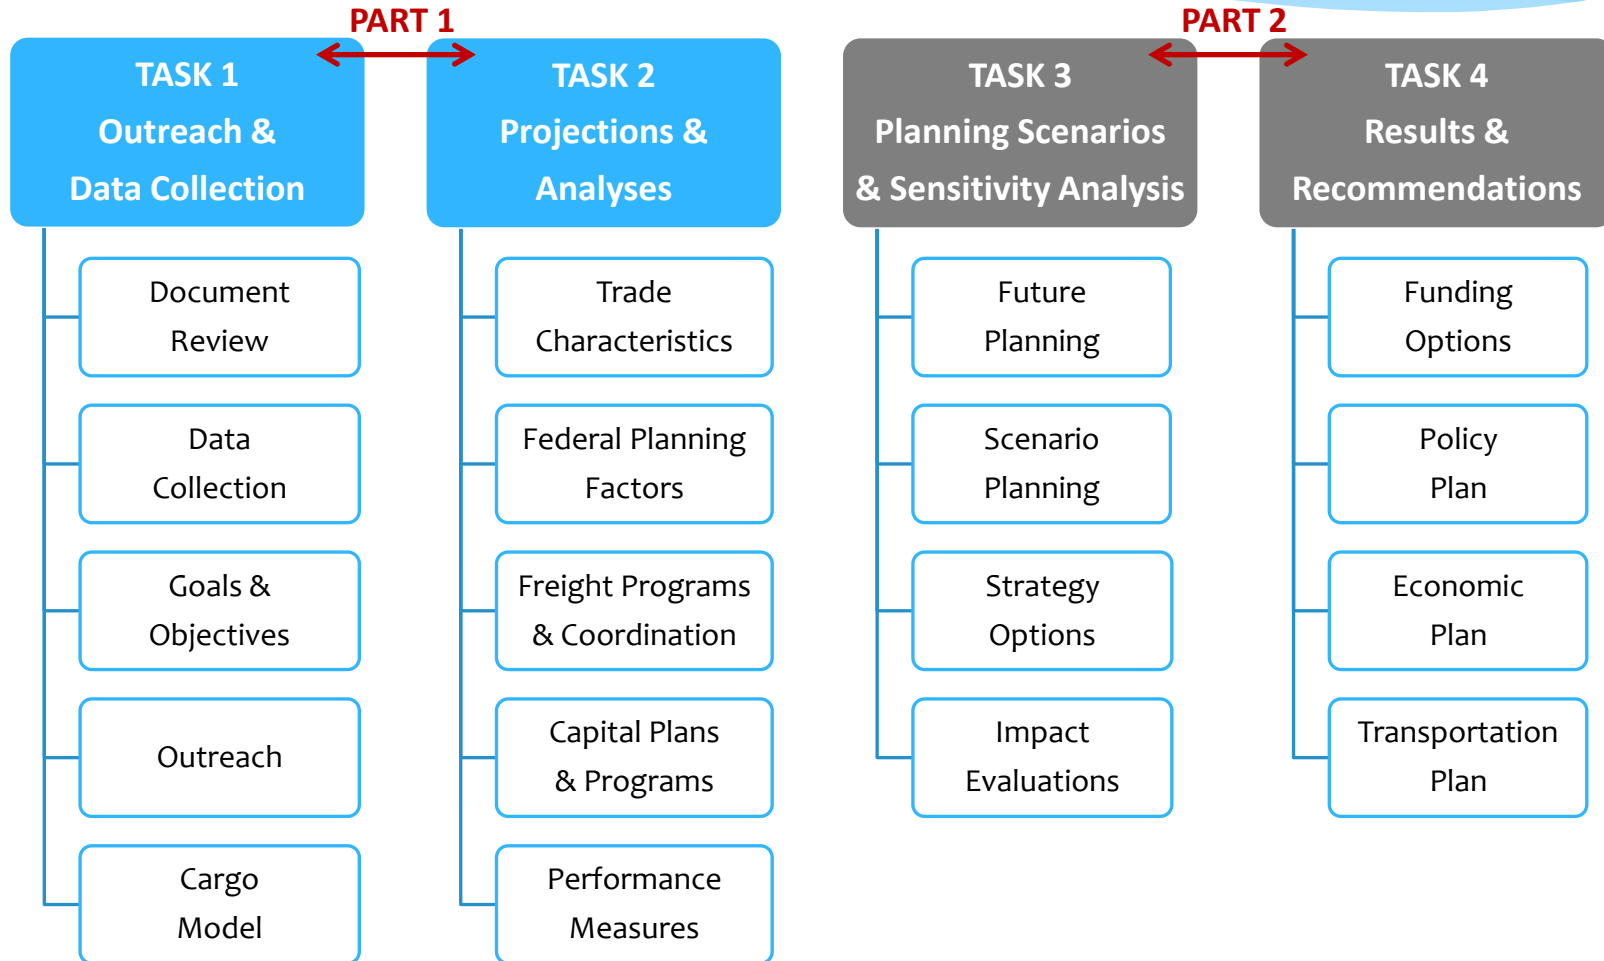 PART 1
TASK 1
Outreach &
Data Collection
Document
Review
Data
Collection
Goals &
Objectives
Outreach
Cargo
Model
TASK 2
Projections &
Analyses
Trade
Characteristics
Federal Planning
Factors
Freight Programs
& Coordination
Capital Plans
& Programs
Performance
Measures
PART 2
TASK 3
Planning Scenarios
& Sensitivity Analysis
Future
Planning
Scenario
Planning
Strategy
Options
Impact
Evaluations
TASK 4
Results &
Recommendations
Funding
Options
Policy
Plan
Economic
Plan
Transportation
Plan